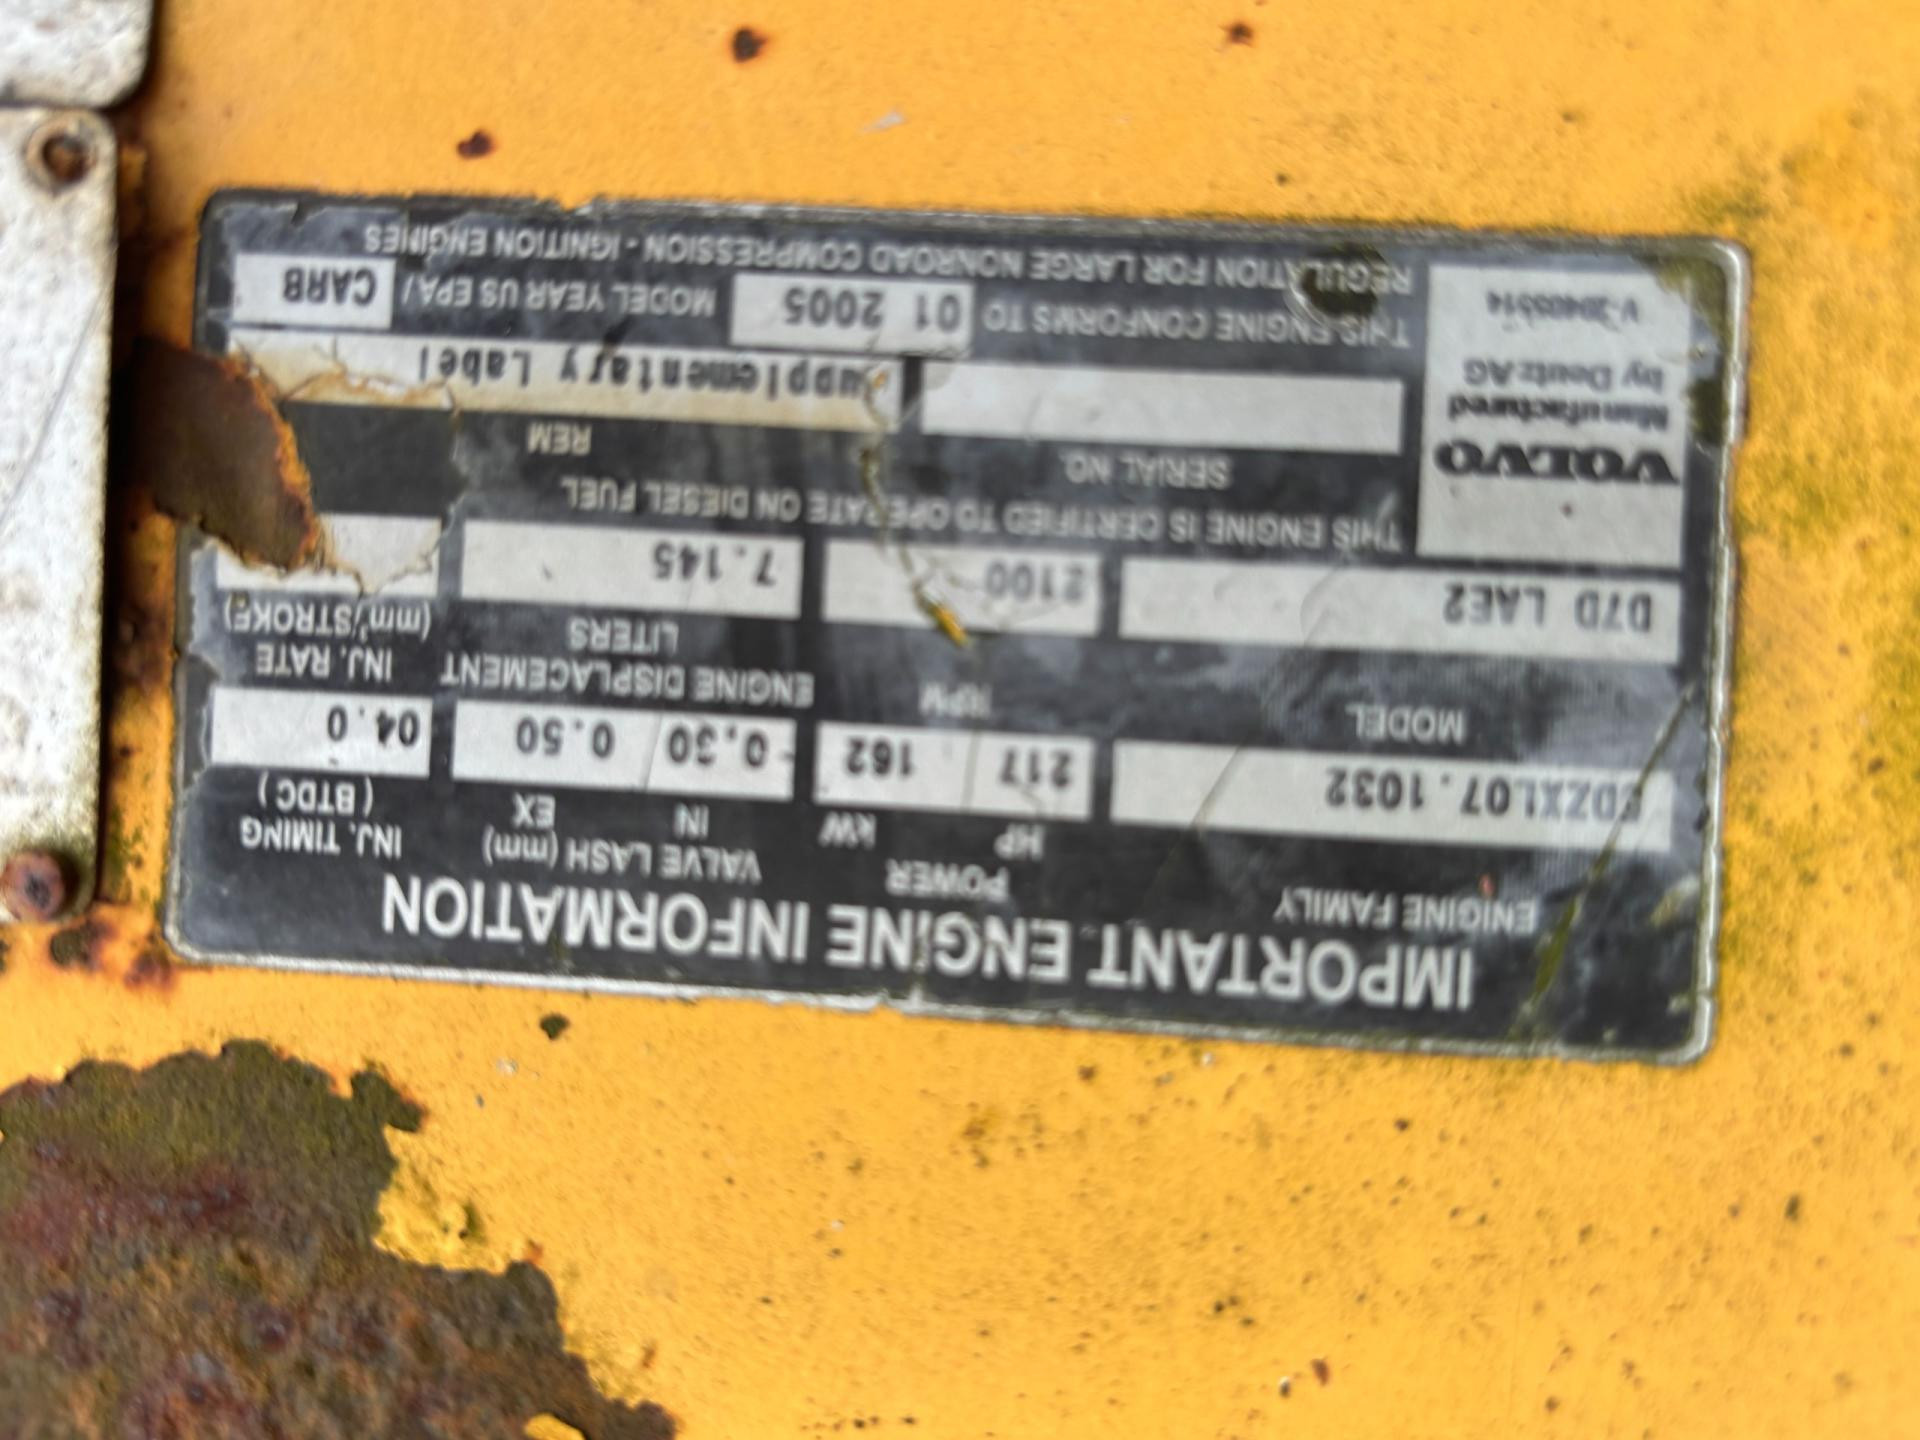 IMPORTANT ENGINE INFORMATION
ENIGINE FAMILY POWER VALVE LASH (mm) INJ. TIMING
HP kW IN EX (BTDC)
5DZXL07.1032 217 162 0.30 0.50 04.0
MODEL RPM ENGINE DISPLACEMENT INJ. RATE
LITERS (mm³/STROKE)
D7D LAE2 2100 7.145
THIS ENGINE IS CERTIFIED TO OPERATE ON DIESEL FUEL
SERIAL NO. REM
Supplementary Label
THIS ENGINE CONFORMS TO 01 2005 MODEL YEAR US EPA/ CARB
REGULATION FOR LARGE NONROAD COMPRESSION - IGNITION ENGINES
VOLVO
Manufactured
by Deutz AG